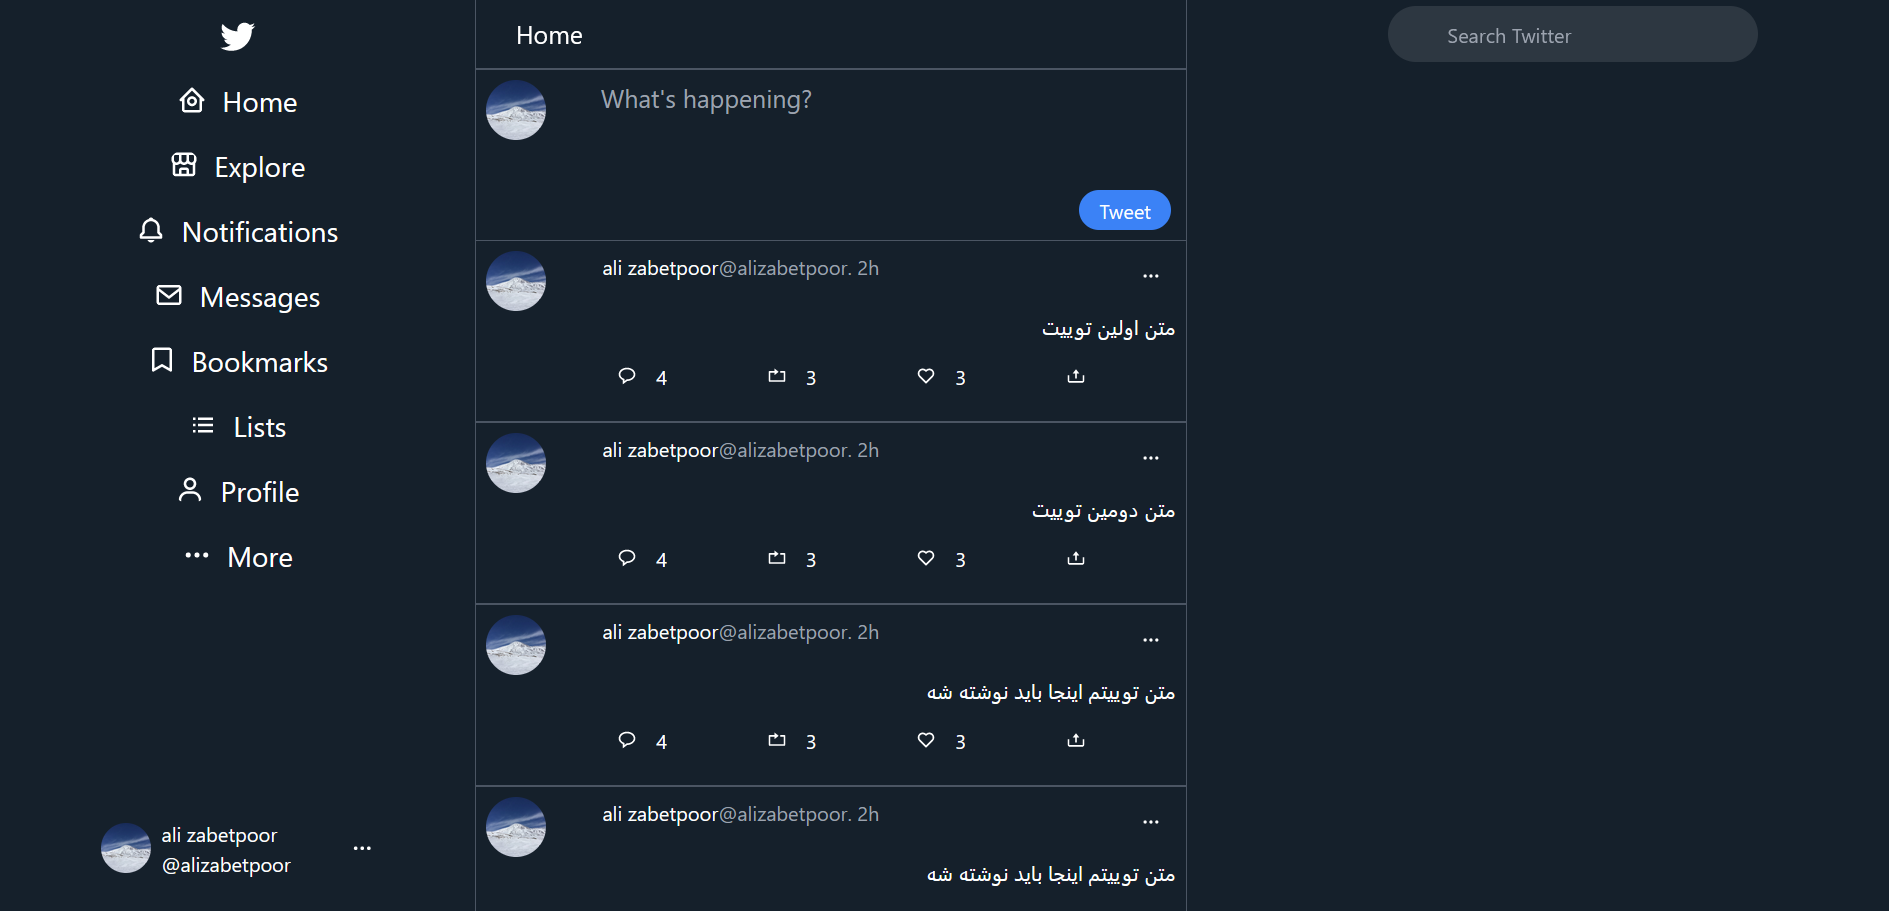 Home
Explore
Notifications
Messages
Bookmarks
Lists
Profile
More
ali zabetpoor
@alizabetpoor
Home
What's happening?
Tweet
ali zabetpoor@alizabetpoor. 2h
متن اولین توییت
4 3 3
ali zabetpoor@alizabetpoor. 2h
متن دومین توییت
4 3 3
ali zabetpoor@alizabetpoor. 2h
متن توییتم اینجا باید نوشته شه
4 3 3
ali zabetpoor@alizabetpoor. 2h
متن توییتم اینجا باید نوشته شه
Search Twitter